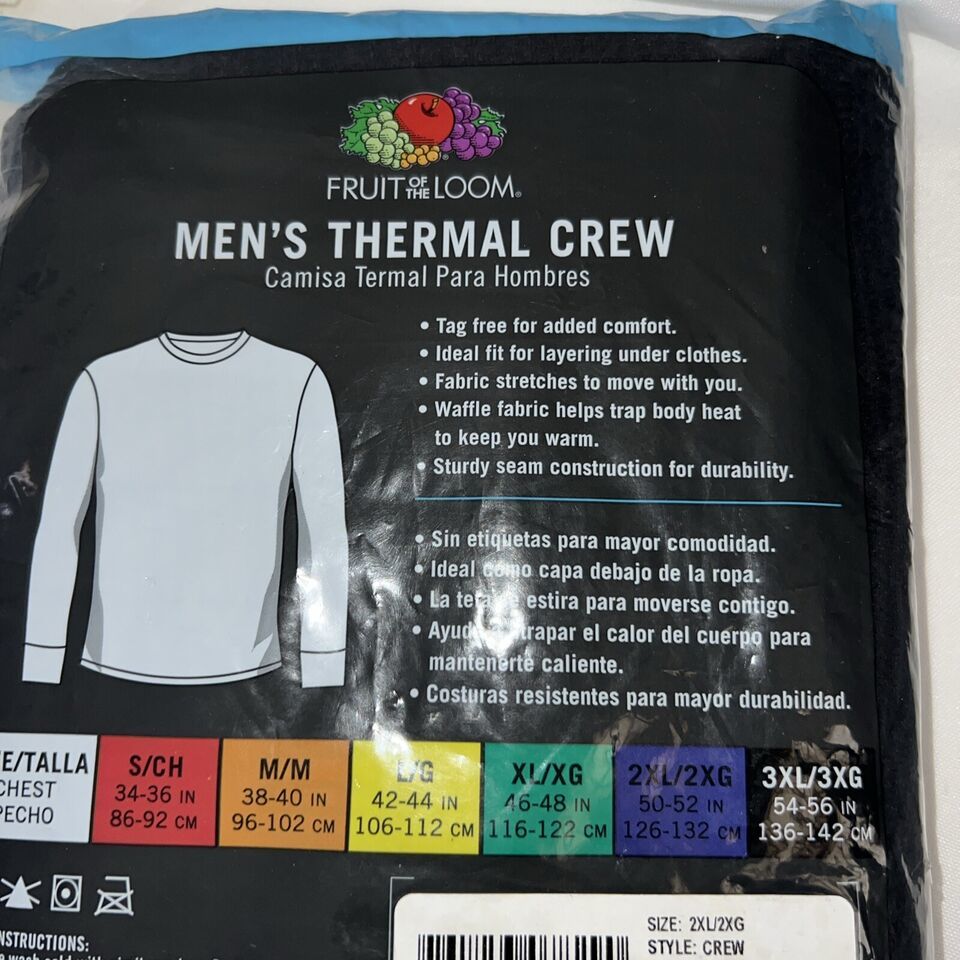 FRUIT OF THE LOOM®
MEN'S THERMAL CREW
Camisa Termal Para Hombres
• Tag free for added comfort.
• Ideal fit for layering under clothes.
• Fabric stretches to move with you.
• Waffle fabric helps trap body heat
to keep you warm.
• Sturdy seam construction for durability.
• Sin etiquetas para mayor comodidad.
• Ideal como capa debajo de la ropa.
• La estira para moverse contigo.
• atrapar el calor del cuerpo para
mantenerte caliente.
• Costuras resistentes para mayor durabilidad.
E/TALLA
CHEST
PECHO
S/CH
34-36 IN
86-92 CM
M/M
38-40 IN
96-102 CM
L/G
42-44 IN
106-112 CM
XL/XG
46-48 IN
116-122 CM
2XL/2XG
50-52 IN
126-132 CM
3XL/3XG
54-56 IN
136-142 CM
NSTRUCTIONS:
SIZE: 2XL/2XG
STYLE: CREW